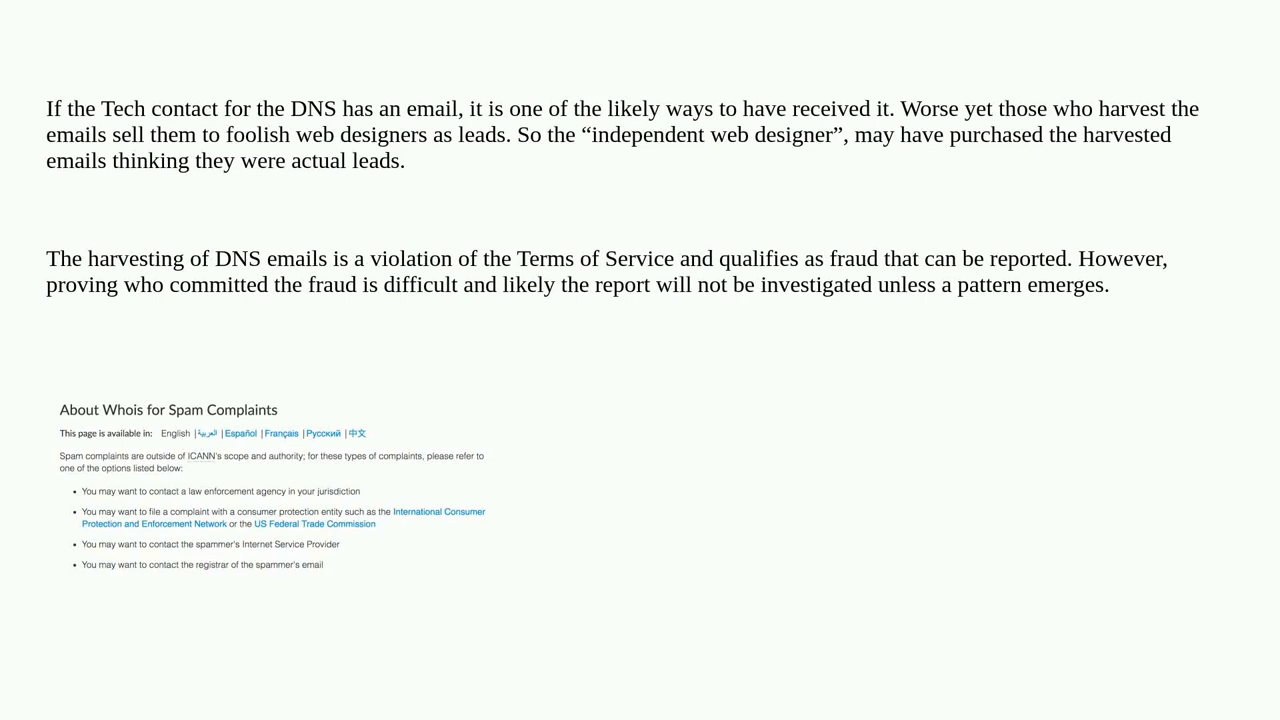 If the Tech contact for the DNS has an email, it is one of the likely ways to have received it. Worse yet those who harvest the
emails sell them to foolish web designers as leads. So the “independent web designer”, may have purchased the harvested
emails thinking they were actual leads.
The harvesting of DNS emails is a violation of the Terms of Service and qualifies as fraud that can be reported. However,
proving who committed the fraud is difficult and likely the report will not be investigated unless a pattern emerges.
About Whois for Spam Complaints
This page is available in: English | العربية | Español | Français | Русский | 中文
Spam complaints are outside of ICANN's scope and authority; for these types of complaints, please refer to
one of the options listed below:
• You may want to contact a law enforcement agency in your jurisdiction
• You may want to file a complaint with a consumer protection entity such as the International Consumer
Protection and Enforcement Network or the US Federal Trade Commission
• You may want to contact the spammer's Internet Service Provider
• You may want to contact the registrar of the spammer's email